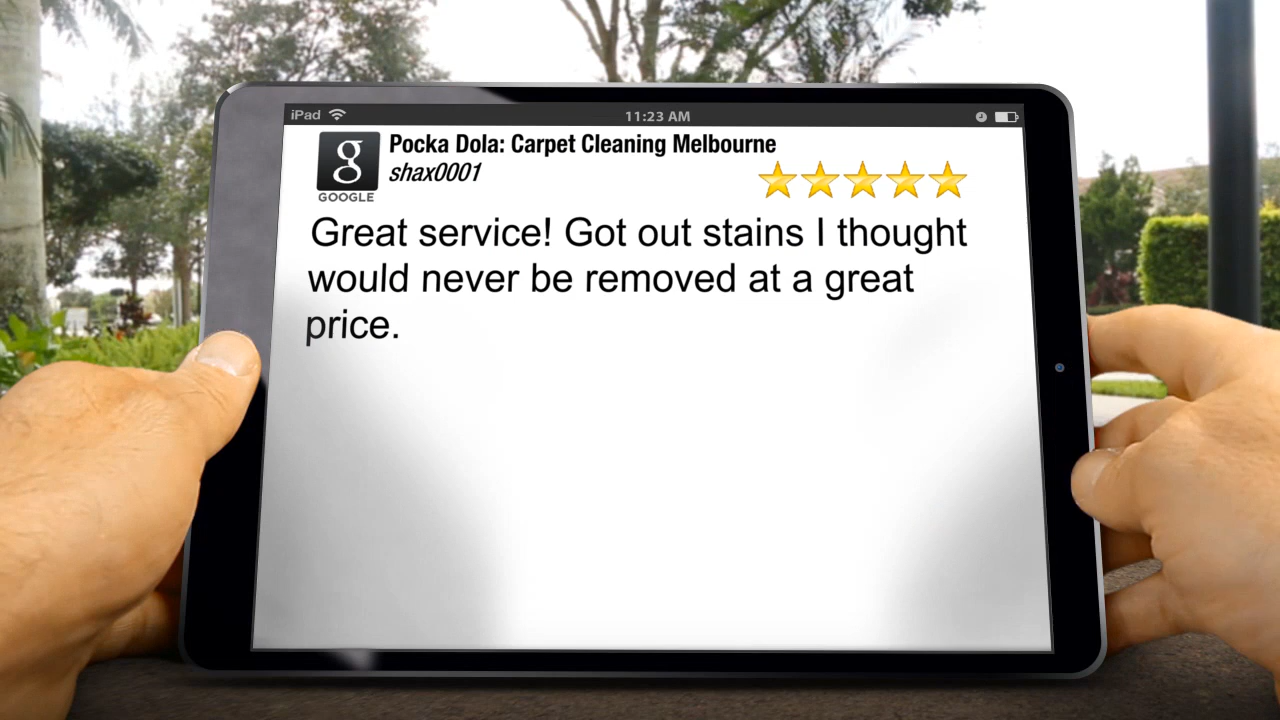 iPad 11:23 AM
g
GOOGLE
Pocka Dola: Carpet Cleaning Melbourne
shax0001
Great service! Got out stains I thought
would never be removed at a great
price.